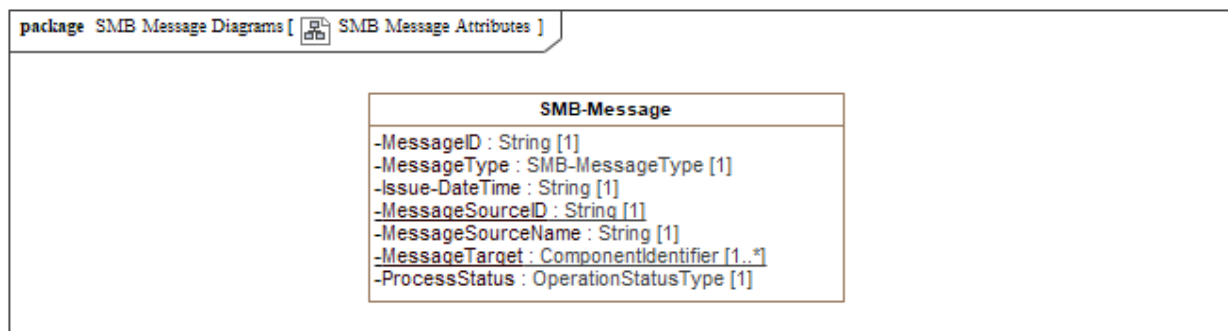 package SMB Message Diagrams [ SMB Message Attributes ]
SMB-Message
-MessageID : String [1]
-MessageType : SMB-MessageType [1]
-Issue-DateTime : String [1]
-MessageSourceID : String [1]
-MessageSourceName : String [1]
-MessageTarget : ComponentIdentifier [1..*]
-ProcessStatus : OperationStatusType [1]